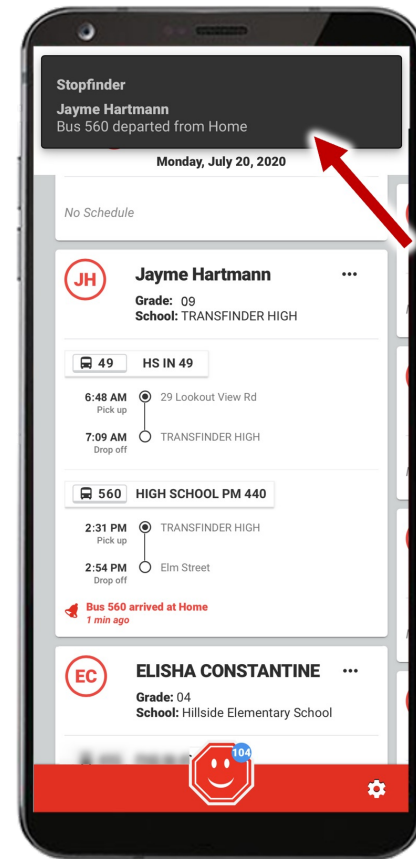 Stopfinder
Jayme Hartmann
Bus 560 departed from Home
Monday, July 20, 2020
No Schedule
JH
Jayme Hartmann
Grade: 09
School: TRANSFINDER HIGH
49 HS IN 49
6:48 AM 29 Lookout View Rd
Pick up
7:09 AM TRANSFINDER HIGH
Drop off
560 HIGH SCHOOL PM 440
2:31 PM TRANSFINDER HIGH
Pick up
2:54 PM Elm Street
Drop off
Bus 560 arrived at Home
1 min ago
EC
ELISHA CONSTANTINE
Grade: 04
School: Hillside Elementary School
104